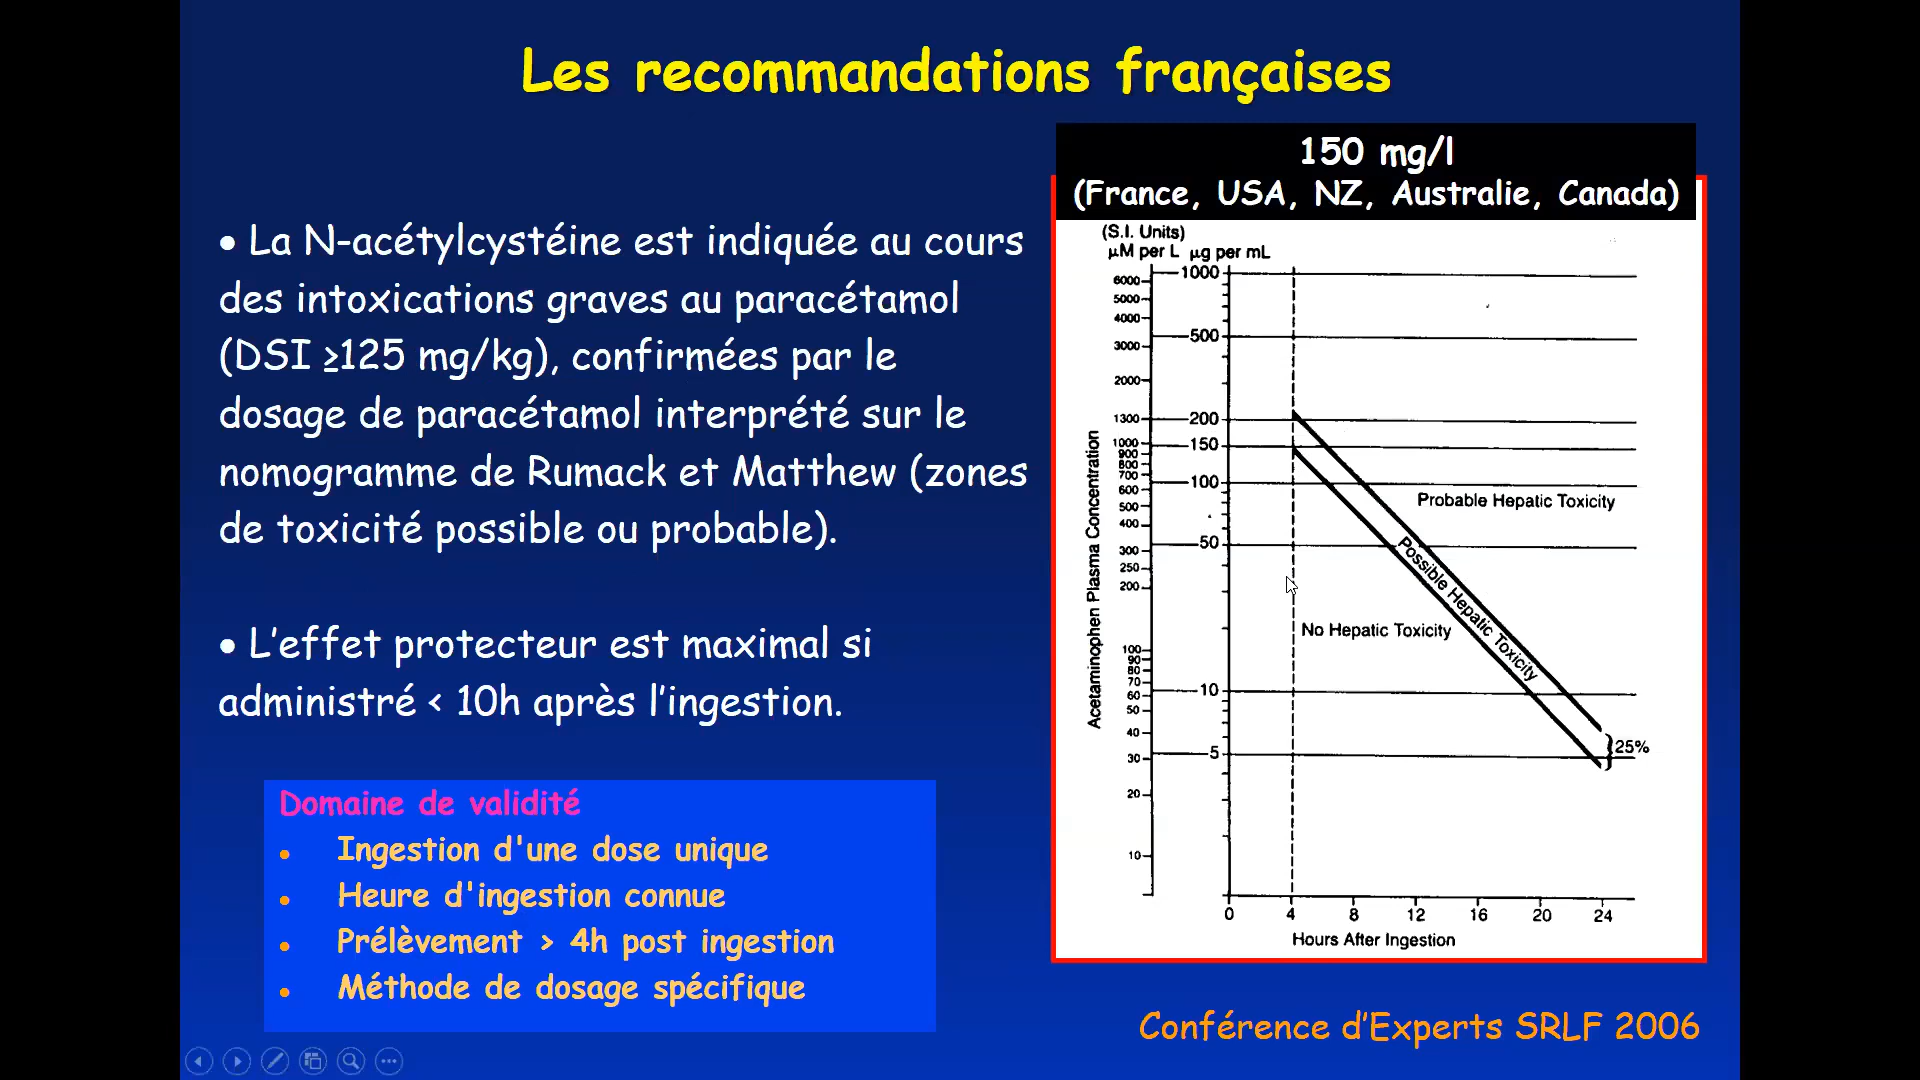 Les recommandations françaises
150 mg/l
(France, USA, NZ, Australie, Canada)
• La N-acétylcystéine est indiquée au cours
des intoxications graves au paracétamol
(DSI ≥125 mg/kg), confirmées par le
dosage de paracétamol interprété sur le
nomogramme de Rumack et Matthew (zones
de toxicité possible ou probable).
• L'effet protecteur est maximal si
administré < 10h après l'ingestion.
Domaine de validité
• Ingestion d'une dose unique
• Heure d'ingestion connue
• Prélèvement > 4h post ingestion
• Méthode de dosage spécifique
(S.I. Units)
μM per L μg per mL
Acetaminophen Plasma Concentration
6000
5000
4000
3000
2000
1300
1000
900
800
700
600
500
400
300
250
200
100
90
80
70
60
50
40
30
20
10
1000
500
200
150
100
50
10
5
Probable Hepatic Toxicity
Possible Hepatic Toxicity
No Hepatic Toxicity
25%
0 4 8 12 16 20 24
Hours After Ingestion
Conférence d'Experts SRLF 2006